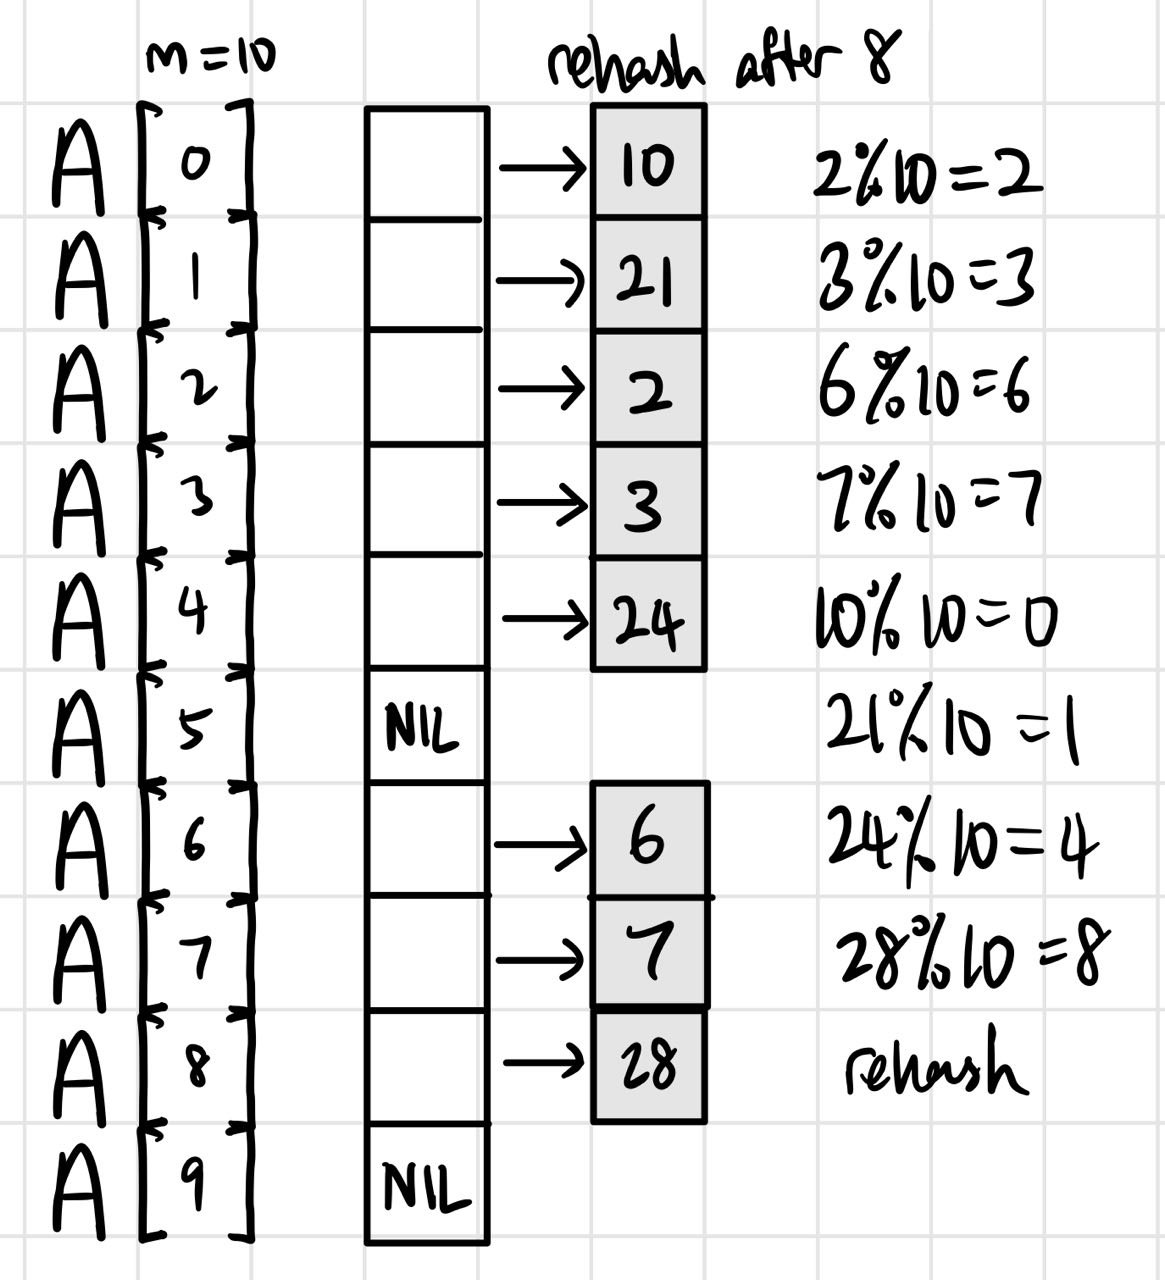 m=10 rehash after 8
A[0] → 10 2%10=2
A[1] → 21 3%10=3
A[2] → 2 6%10=6
A[3] → 3 7%10=7
A[4] → 24 10%10=0
A[5] NIL 21%10=1
A[6] → 6 24%10=4
A[7] → 7 28%10=8
A[8] → 28 rehash
A[9] NIL